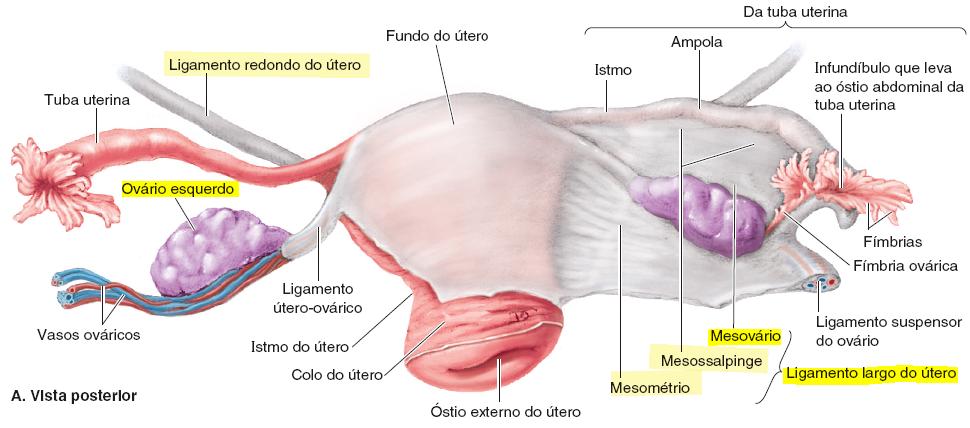 Da tuba uterina
Fundo do útero
Ampola
Ligamento redondo do útero
Istmo
Infundíbulo que leva
ao óstio abdominal da
tuba uterina
Tuba uterina
Ovário esquerdo
Fímbrias
Fímbria ovárica
Ligamento
útero-ovárico
Vasos ováricos
Ligamento suspensor
do ovário
Mesovário
Istmo do útero
Mesossalpinge
Colo do útero
Ligamento largo do útero
Mesométrio
A. Vista posterior
Óstio externo do útero